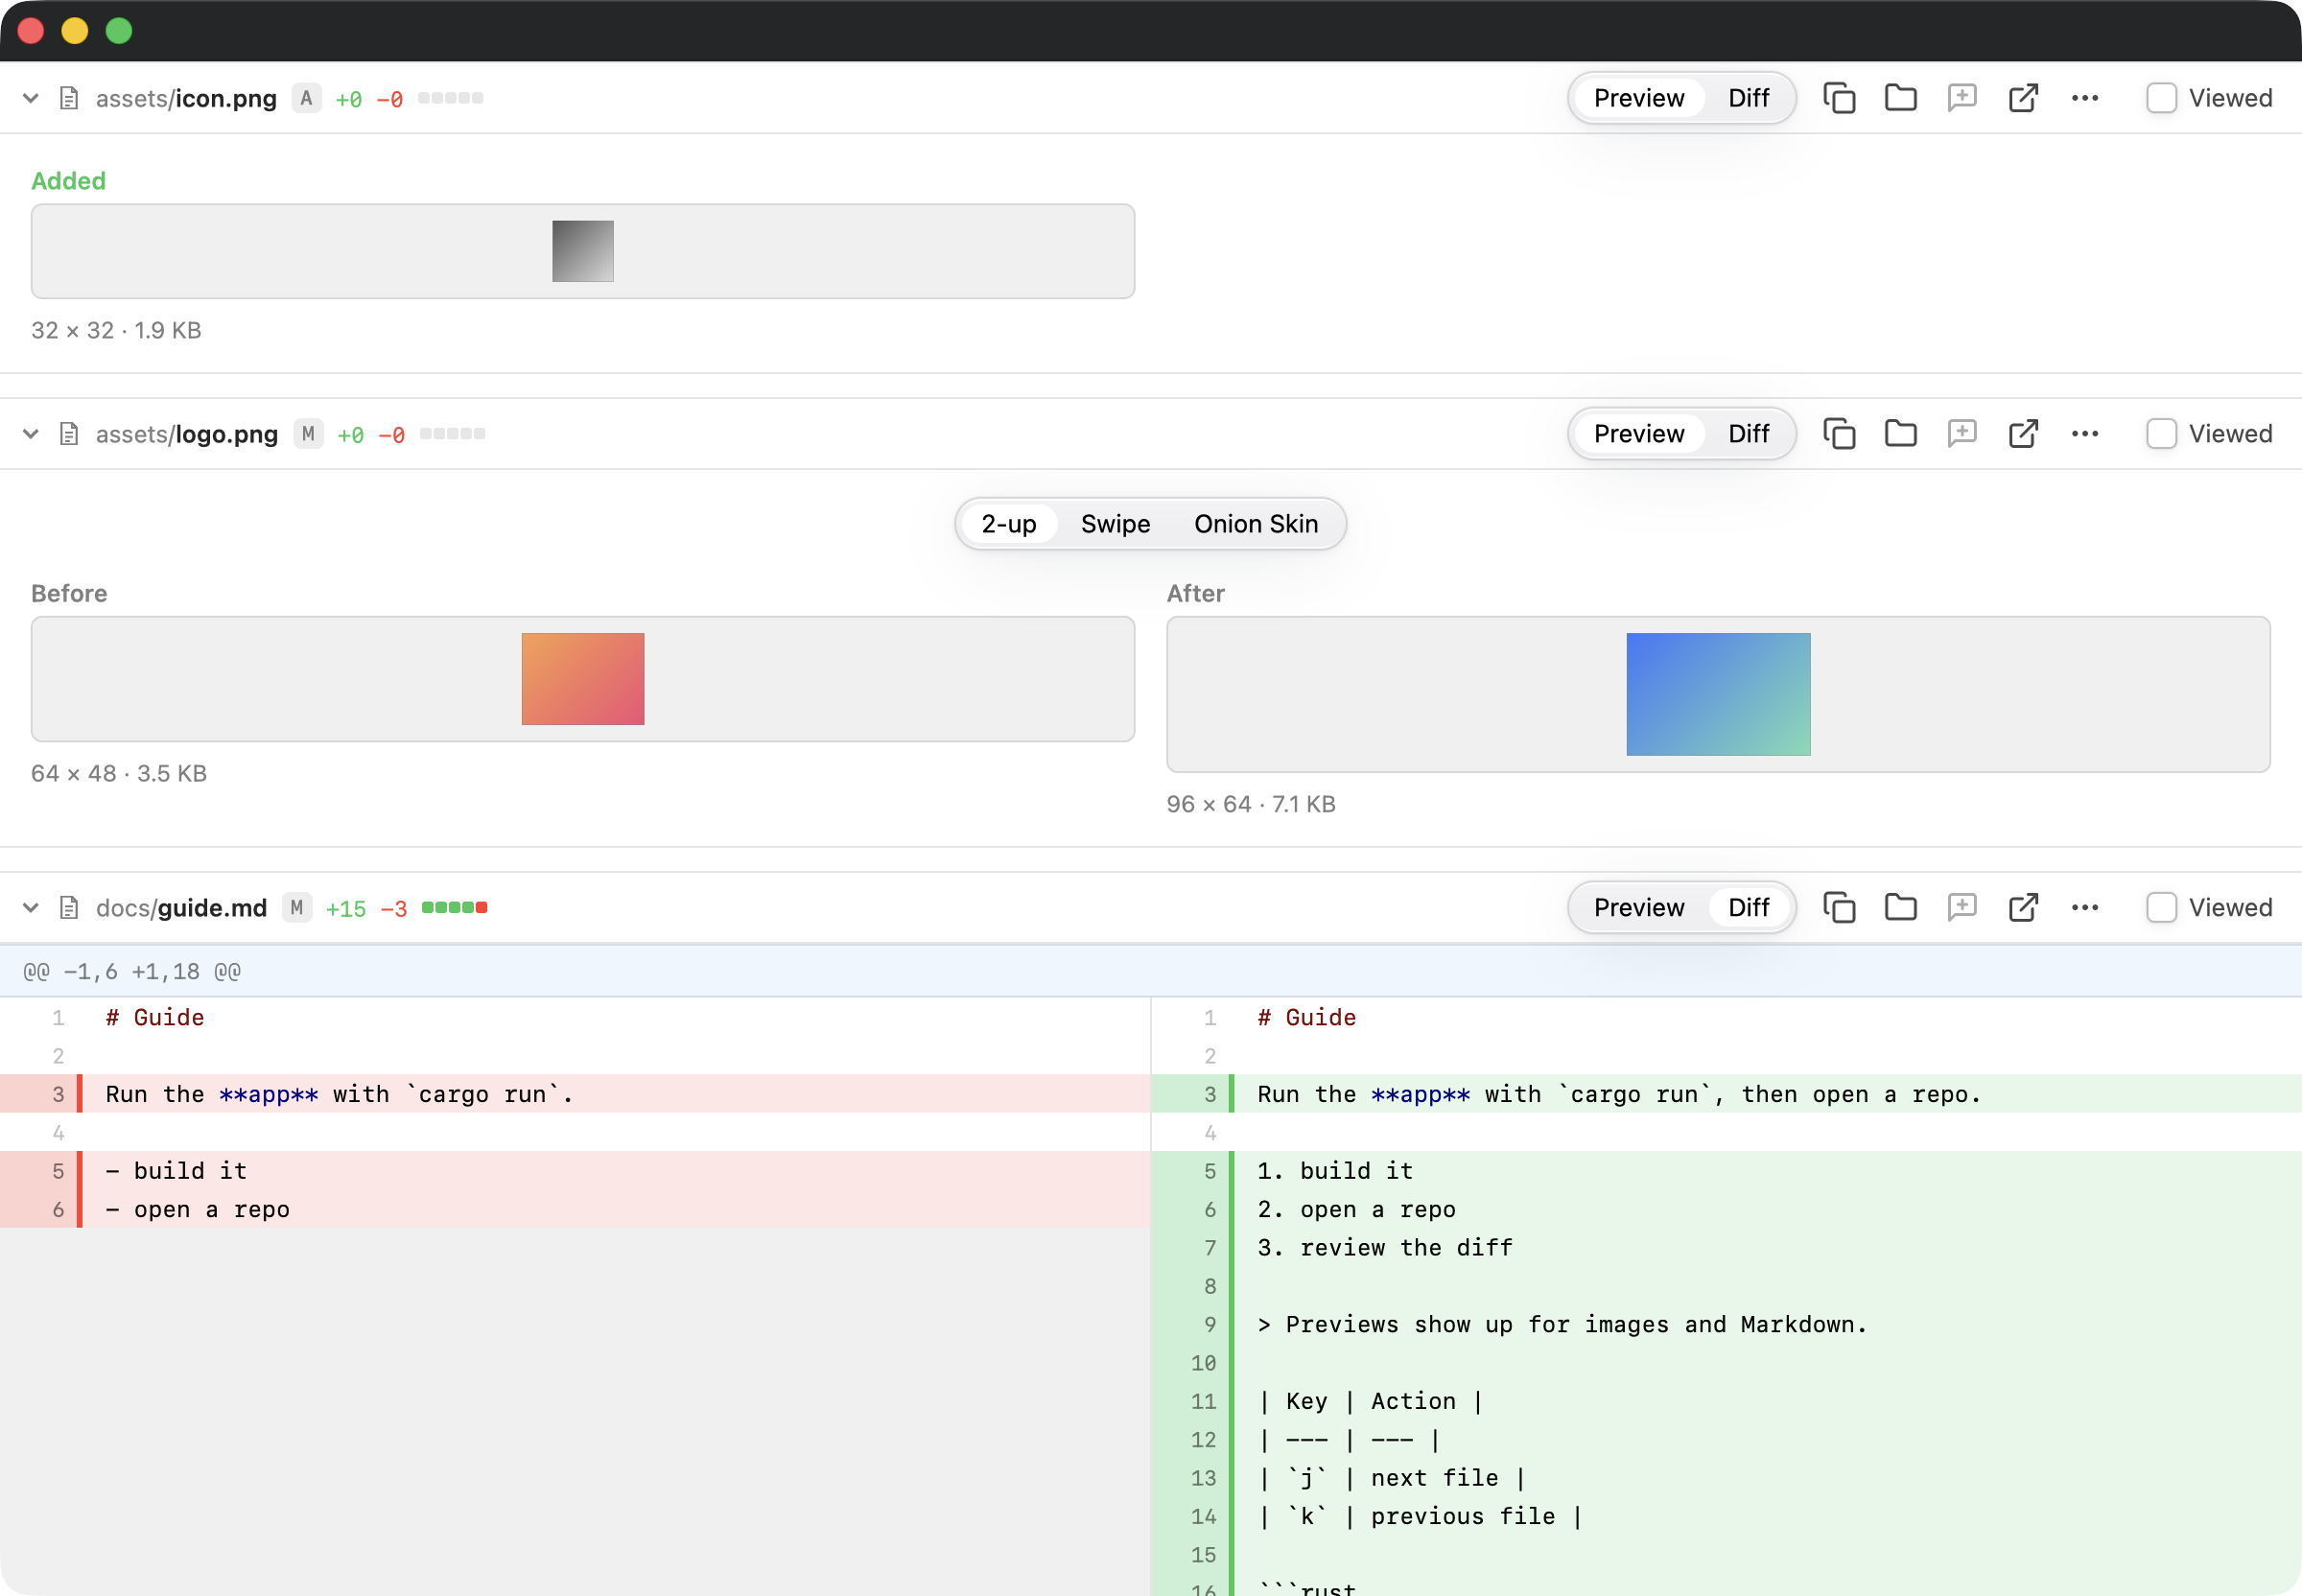 assets/icon.png A +0 −0 Preview Diff Viewed
Added
32 × 32 · 1.9 KB
assets/logo.png M +0 −0 Preview Diff Viewed
2-up Swipe Onion Skin
Before After
64 × 48 · 3.5 KB
96 × 64 · 7.1 KB
docs/guide.md M +15 −3 Preview Diff Viewed
@@ −1,6 +1,18 @@
1 # Guide
2
3 Run the **app** with `cargo run`.
4
5 - build it
6 - open a repo
1 # Guide
2
3 Run the **app** with `cargo run`, then open a repo.
4
5 1. build it
6 2. open a repo
7 3. review the diff
8
9 > Previews show up for images and Markdown.
10
11 | Key | Action |
12 | --- | --- |
13 | `j` | next file |
14 | `k` | previous file |
15
16 ```rust